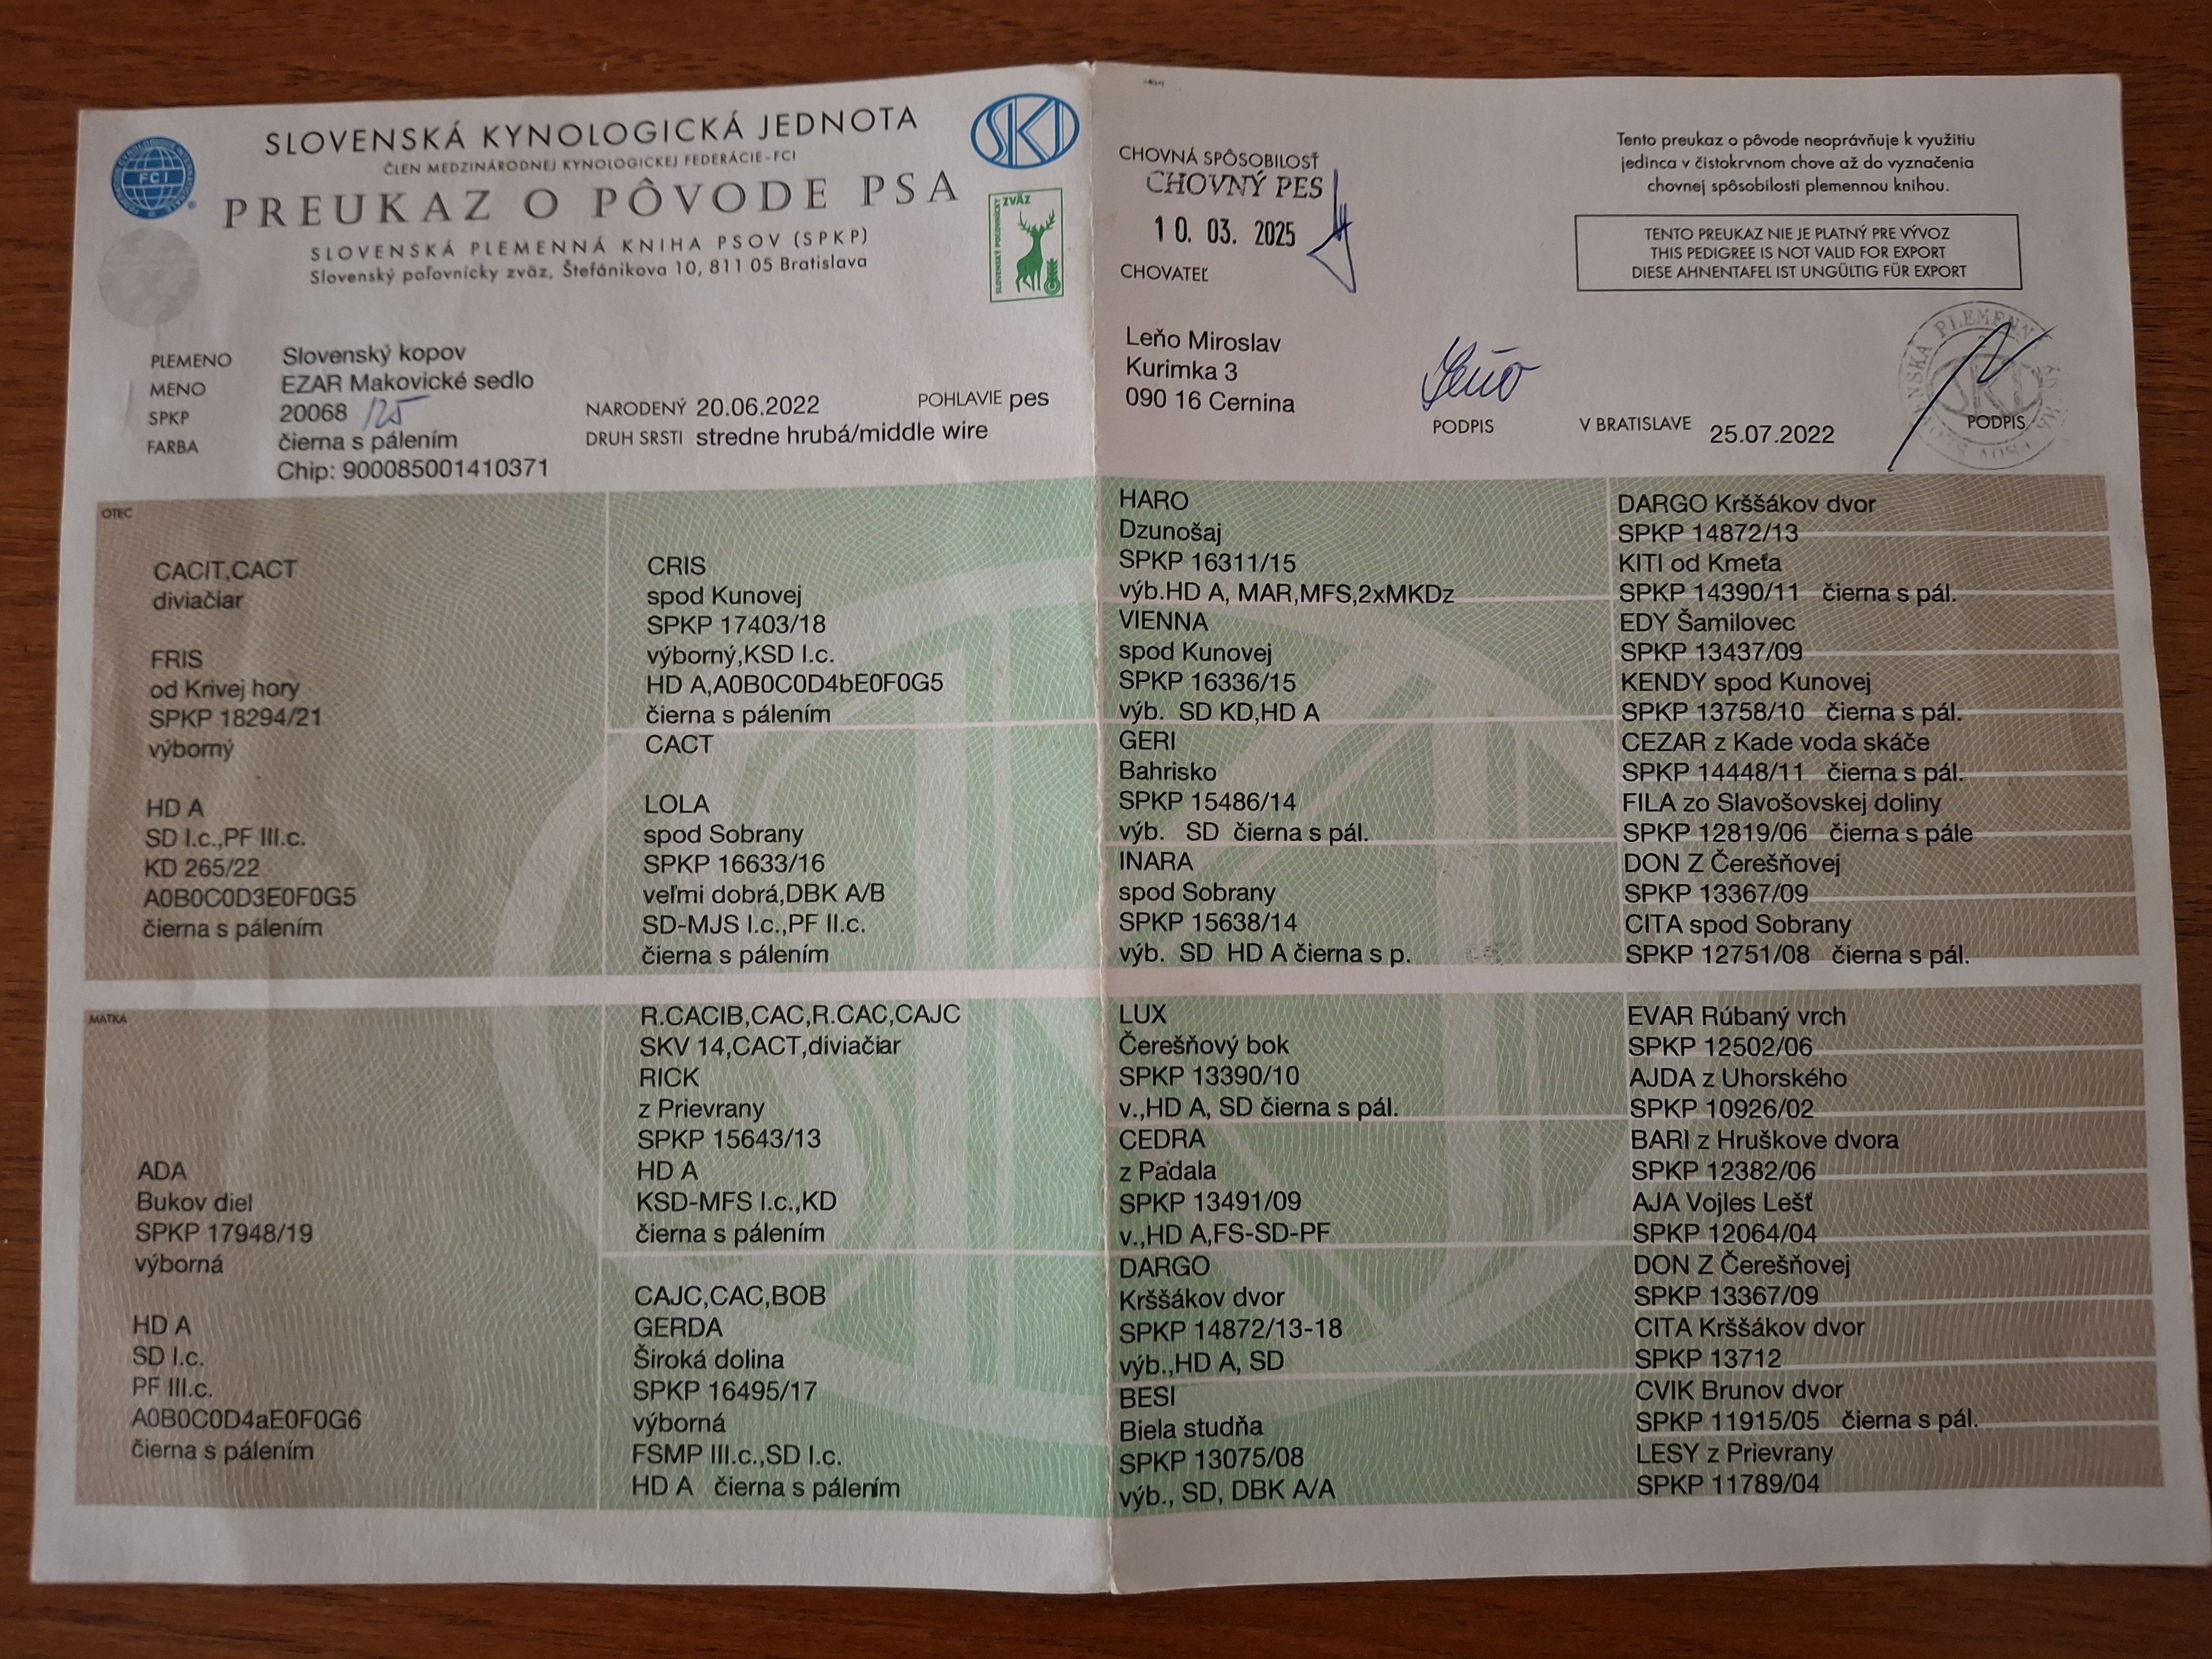 SLOVENSKÁ KYNOLOGICKÁ JEDNOTA
ČLEN MEDZINÁRODNEJ KYNOLOGICKEJ FEDERÁCIE-FCI
PREUKAZ O PÔVODE PSA
SLOVENSKÁ PLEMENNÁ KNIHA PSOV (SPKP)
Slovenský poľovnícky zväz, Štefánikova 10, 811 05 Bratislava
FCI
SKJ
SLOVENSKÝ POĽOVNÍCKY ZVÄZ
PLEMENO Slovenský kopov
MENO EZAR Makovické sedlo
SPKP 20068 /25
FARBA čierna s pálením
Chip: 900085001410371
NARODENÝ 20.06.2022 POHLAVIE pes
DRUH SRSTI stredne hrubá/middle wire
CHOVNÁ SPÔSOBILOSŤ
CHOVNÝ PES
10. 03. 2025
CHOVATEĽ
Leňo Miroslav
Kurimka 3
090 16 Cernina
Leňo
PODPIS
Tento preukaz o pôvode neoprávňuje k využitiu
jedinca v čistokrvnom chove až do vyznačenia
chovnej spôsobilosti plemennou knihou.
TENTO PREUKAZ NIE JE PLATNÝ PRE VÝVOZ
THIS PEDIGREE IS NOT VALID FOR EXPORT
DIESE AHNENTAFEL IST UNGÜLTIG FÜR EXPORT
V BRATISLAVE 25.07.2022
PODPIS
OTEC
CACIT,CACT
diviačiar
FRIS
od Krivej hory
SPKP 18294/21
výborný
HD A
SD I.c.,PF III.c.
KD 265/22
A0B0C0D3E0F0G5
čierna s pálením
CRIS
spod Kunovej
SPKP 17403/18
výborný,KSD I.c.
HD A,A0B0C0D4bE0F0G5
čierna s pálením
CACT
LOLA
spod Sobrany
SPKP 16633/16
veľmi dobrá,DBK A/B
SD-MJS I.c.,PF II.c.
čierna s pálením
HARO
Dzunošaj
SPKP 16311/15
výb.HD A, MAR,MFS,2xMKDz
VIENNA
spod Kunovej
SPKP 16336/15
výb. SD KD,HD A
GERI
Bahrisko
SPKP 15486/14
výb. SD čierna s pál.
INARA
spod Sobrany
SPKP 15638/14
výb. SD HD A čierna s p.
DARGO Krššákov dvor
SPKP 14872/13
KITI od Kmeťa
SPKP 14390/11 čierna s pál.
EDY Šamilovec
SPKP 13437/09
KENDY spod Kunovej
SPKP 13758/10 čierna s pál.
CEZAR z Kade voda skáče
SPKP 14448/11 čierna s pál.
FILA zo Slavošovskej doliny
SPKP 12819/06 čierna s pále
DON Z Čerešňovej
SPKP 13367/09
CITA spod Sobrany
SPKP 12751/08 čierna s pál.
MATKA
ADA
Bukov diel
SPKP 17948/19
výborná
HD A
SD I.c.
PF III.c.
A0B0C0D4aE0F0G6
čierna s pálením
R.CACIB,CAC,R.CAC,CAJC
SKV 14,CACT,diviačiar
RICK
z Prievrany
SPKP 15643/13
HD A
KSD-MFS I.c.,KD
čierna s pálením
CAJC,CAC,BOB
GERDA
Široká dolina
SPKP 16495/17
výborná
FSMP III.c.,SD I.c.
HD A čierna s pálením
LUX
Čerešňový bok
SPKP 13390/10
v.,HD A, SD čierna s pál.
CEDRA
z Padala
SPKP 13491/09
v.,HD A,FS-SD-PF
DARGO
Krššákov dvor
SPKP 14872/13-18
výb.,HD A, SD
BESI
Biela studňa
SPKP 13075/08
výb., SD, DBK A/A
EVAR Rúbaný vrch
SPKP 12502/06
AJDA z Uhorského
SPKP 10926/02
BARI z Hruškove dvora
SPKP 12382/06
AJA Vojles Lešť
SPKP 12064/04
DON Z Čerešňovej
SPKP 13367/09
CITA Krššákov dvor
SPKP 13712
CVIK Brunov dvor
SPKP 11915/05 čierna s pál.
LESY z Prievrany
SPKP 11789/04